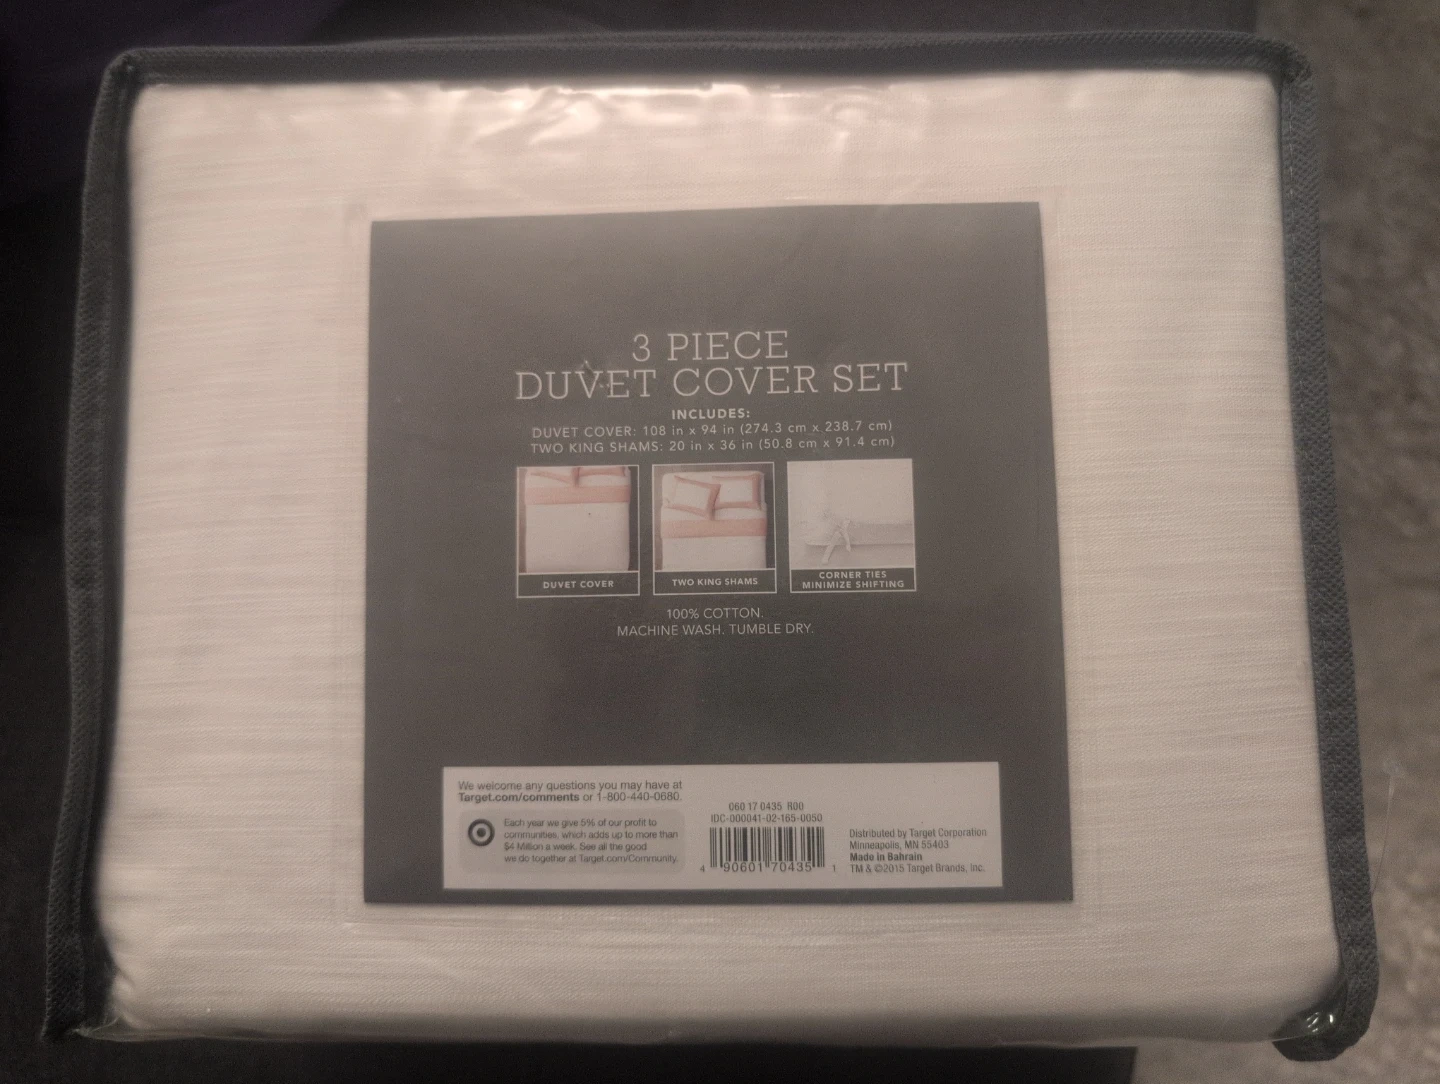 3 PIECE
DUVET COVER SET
INCLUDES:
DUVET COVER: 108 in x 94 in (274.3 cm x 238.7 cm)
TWO KING SHAMS: 20 in x 36 in (50.8 cm x 91.4 cm)
DUVET COVER
TWO KING SHAMS
CORNER TIES
MINIMIZE SHIFTING
100% COTTON.
MACHINE WASH. TUMBLE DRY.
We welcome any questions you may have at
Target.com/comments or 1-800-440-0680.
Each year we give 5% of our profit to
communities, which adds up to more than
$4 Million a week. See all the good
we do together at Target.com/Community.
060 17 0435 R00
IDC-000041-02-165-0050
4 90601 70435 1
Distributed by Target Corporation
Minneapolis, MN 55403
Made in Bahrain
TM & ©2015 Target Brands, Inc.